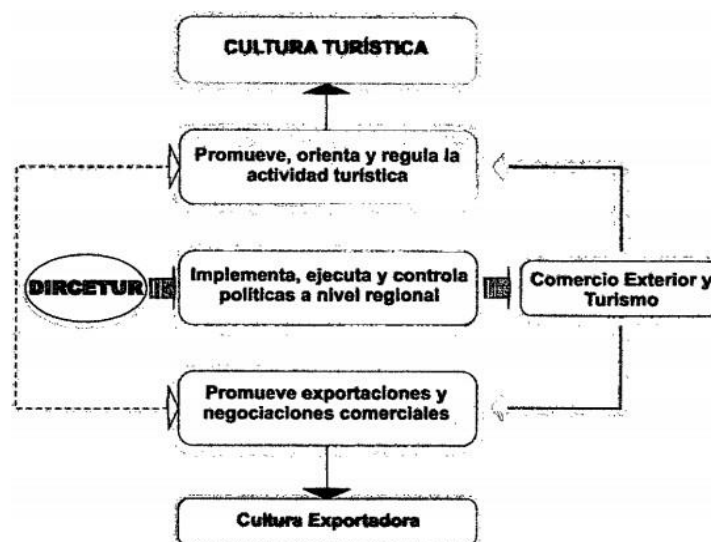 CULTURA TURÍSTICA
Promueve, orienta y regula la
actividad turística
DIRCETUR
Implementa, ejecuta y controla
políticas a nivel regional
Comercio Exterior y
Turismo
Promueve exportaciones y
negociaciones comerciales
Cultura Exportadora